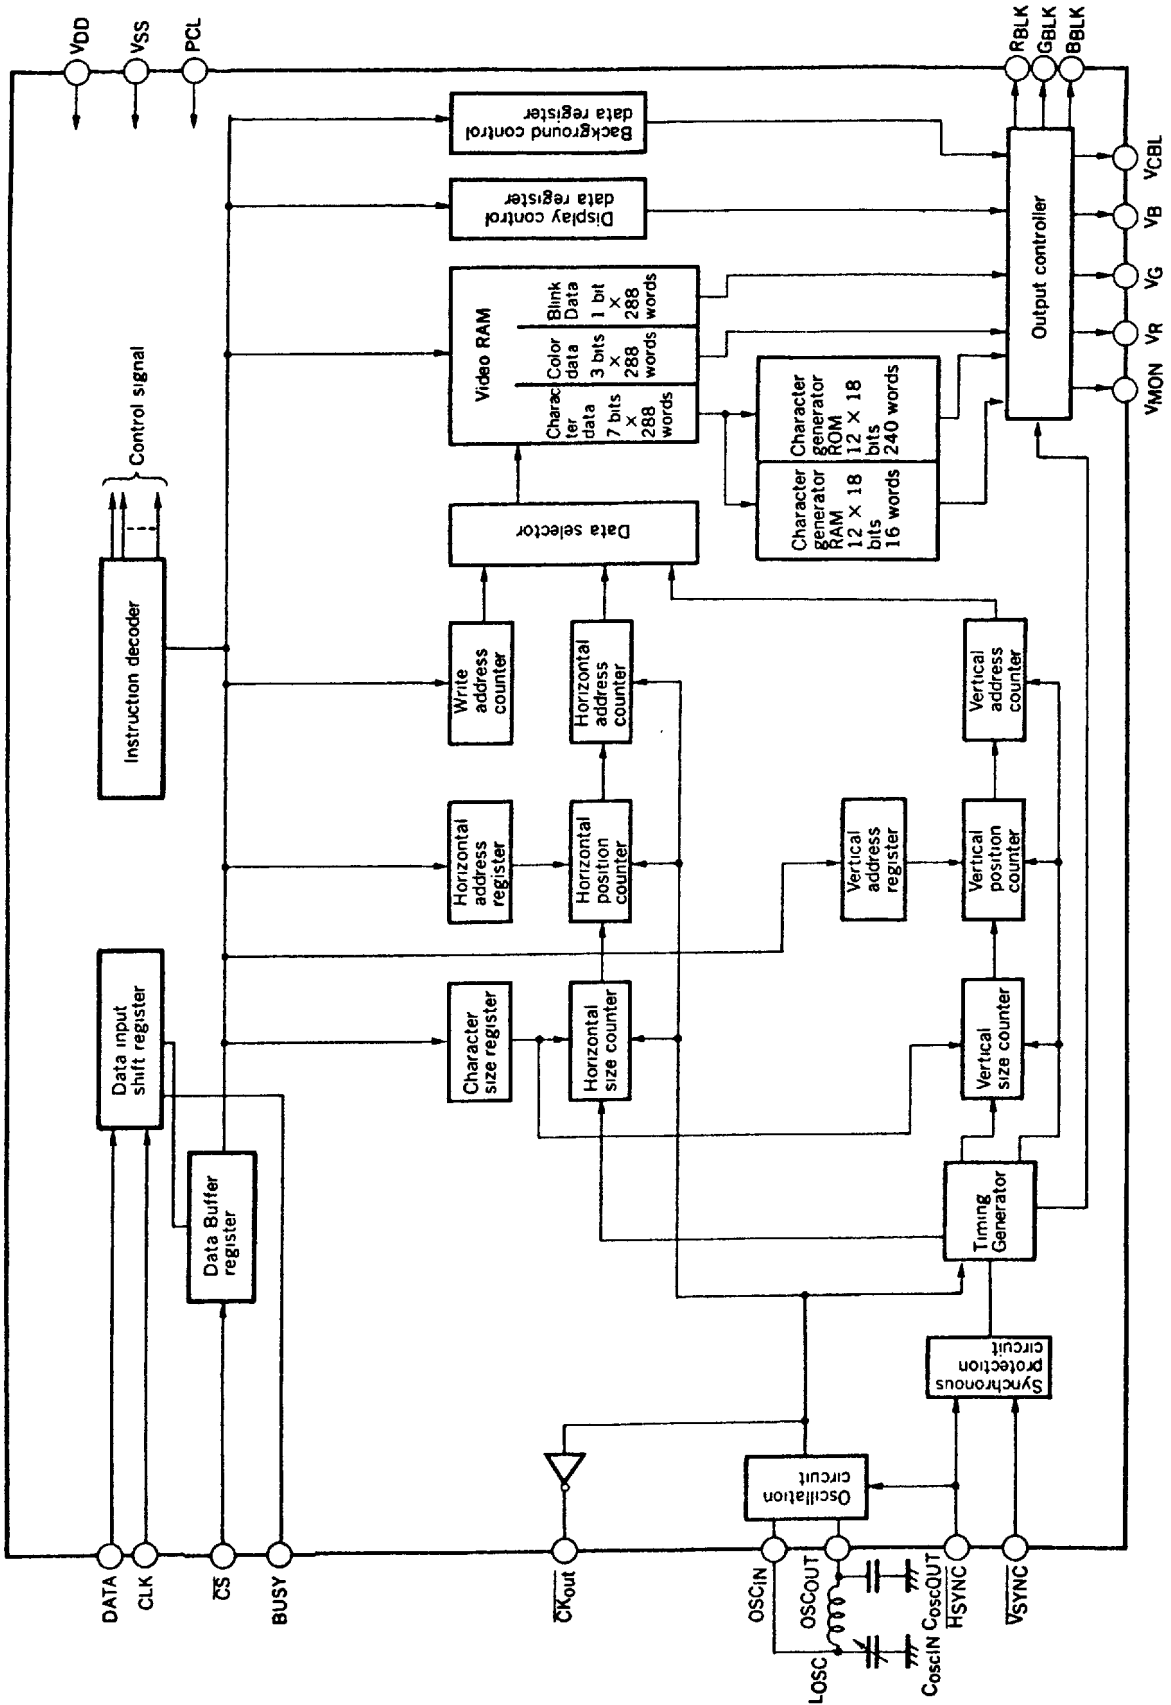 DATA
CLK
CS
BUSY
CKout
OSCIN
OSCOUT
LOSC
COSCIN COSCOUT
HSYNC
VSYNC
Data input
shift register
Data Buffer
register
Instruction decoder
Control signal
VDD
VSS
PCL
Character
size register
Horizontal
address
register
Write
address
counter
Horizontal
size counter
Horizontal
position
counter
Horizontal
address
counter
Data selector
Video RAM
Charac-
ter
data
7 bits
×
288
words
Color
data
3 bits
×
288
words
Blink
Data
1 bit
×
288
words
Display control
data register
Background control
data register
Character
generator
RAM
12 × 18
bits
16 words
Character
generator
ROM
12 × 18
bits
240 words
Oscillation
circuit
Synchronous
protection
circuit
Timing
Generator
Vertical
size counter
Vertical
address
register
Vertical
position
counter
Vertical
address
counter
Output controller
RBLK
GBLK
BBLK
VMON
VR
VG
VB
VCBL